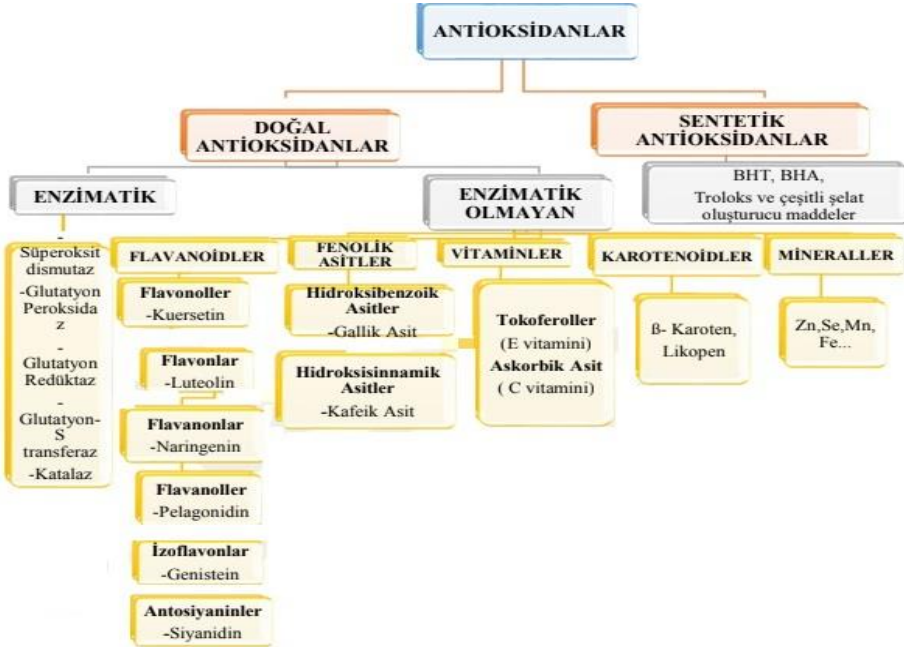 ANTİOKSİDANLAR
DOĞAL
ANTİOKSİDANLAR
SENTETİK
ANTİOKSİDANLAR
BHT, BHA,
Troloks ve çeşitli şelat
oluşturucu maddeler
ENZİMATİK
ENZİMATİK
OLMAYAN
-
Süperoksit
dismutaz
-Glutatyon
Peroksida
z
-
Glutatyon
Redüktaz
-
Glutatyon-
S
transferaz
-Katalaz
FLAVANOİDLER
Flavonoller
-Kuersetin
Flavonlar
-Luteolin
Flavanonlar
-Naringenin
Flavanoller
-Pelagonidin
İzoflavonlar
-Genistein
Antosiyaninler
-Siyanidin
FENOLİK
ASİTLER
Hidroksibenzoik
Asitler
-Gallik Asit
Hidroksisinnamik
Asitler
-Kafeik Asit
VİTAMİNLER
Tokoferoller
(E vitamini)
Askorbik Asit
( C vitamini)
KAROTENOİDLER
ß- Karoten,
Likopen
MİNERALLER
Zn,Se,Mn,
Fe...